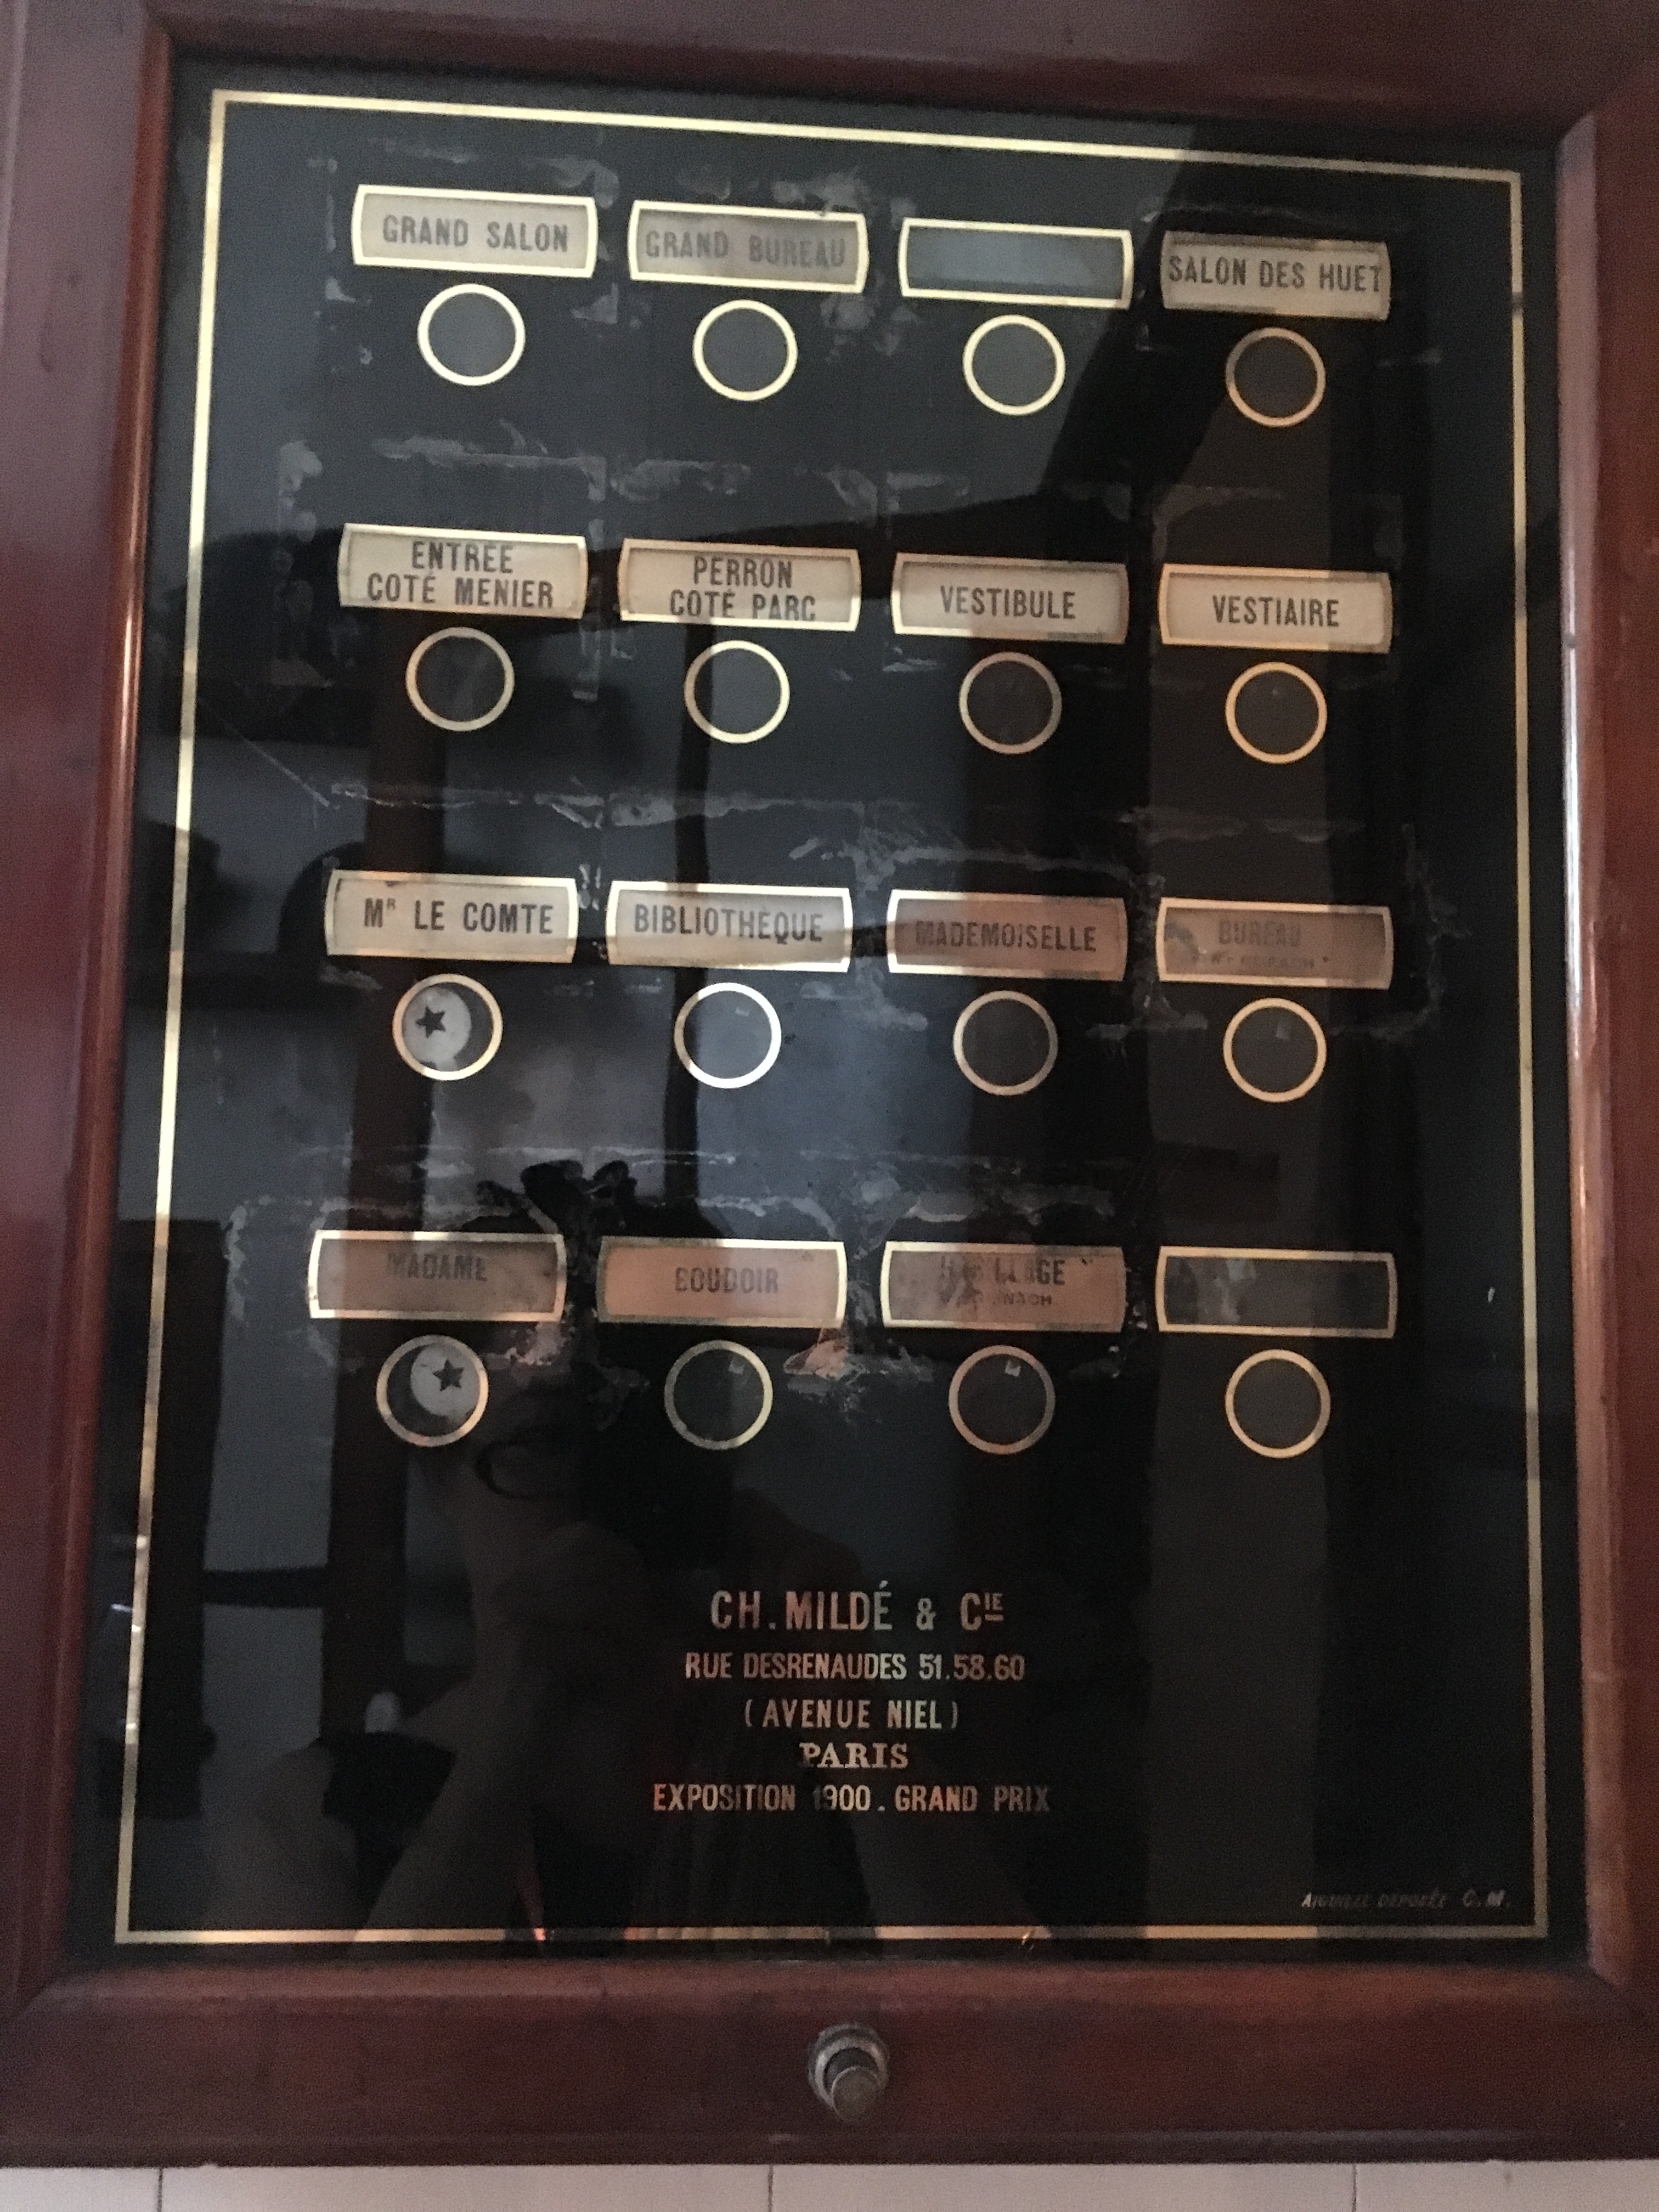 GRAND SALON
GRAND BUREAU
SALON DES HUET
ENTRÉE
COTÉ MENIER
PERRON
COTÉ PARC
VESTIBULE
VESTIAIRE
MR LE COMTE
BIBLIOTHÈQUE
MADEMOISELLE
BUREAU
MADAME
BOUDOIR
CH. MILDÉ & CIE
RUE DESRENAUDES 51.58.60
(AVENUE NIEL)
PARIS
EXPOSITION 1900. GRAND PRIX
AIGUILLE DEPOSÉE C.M.